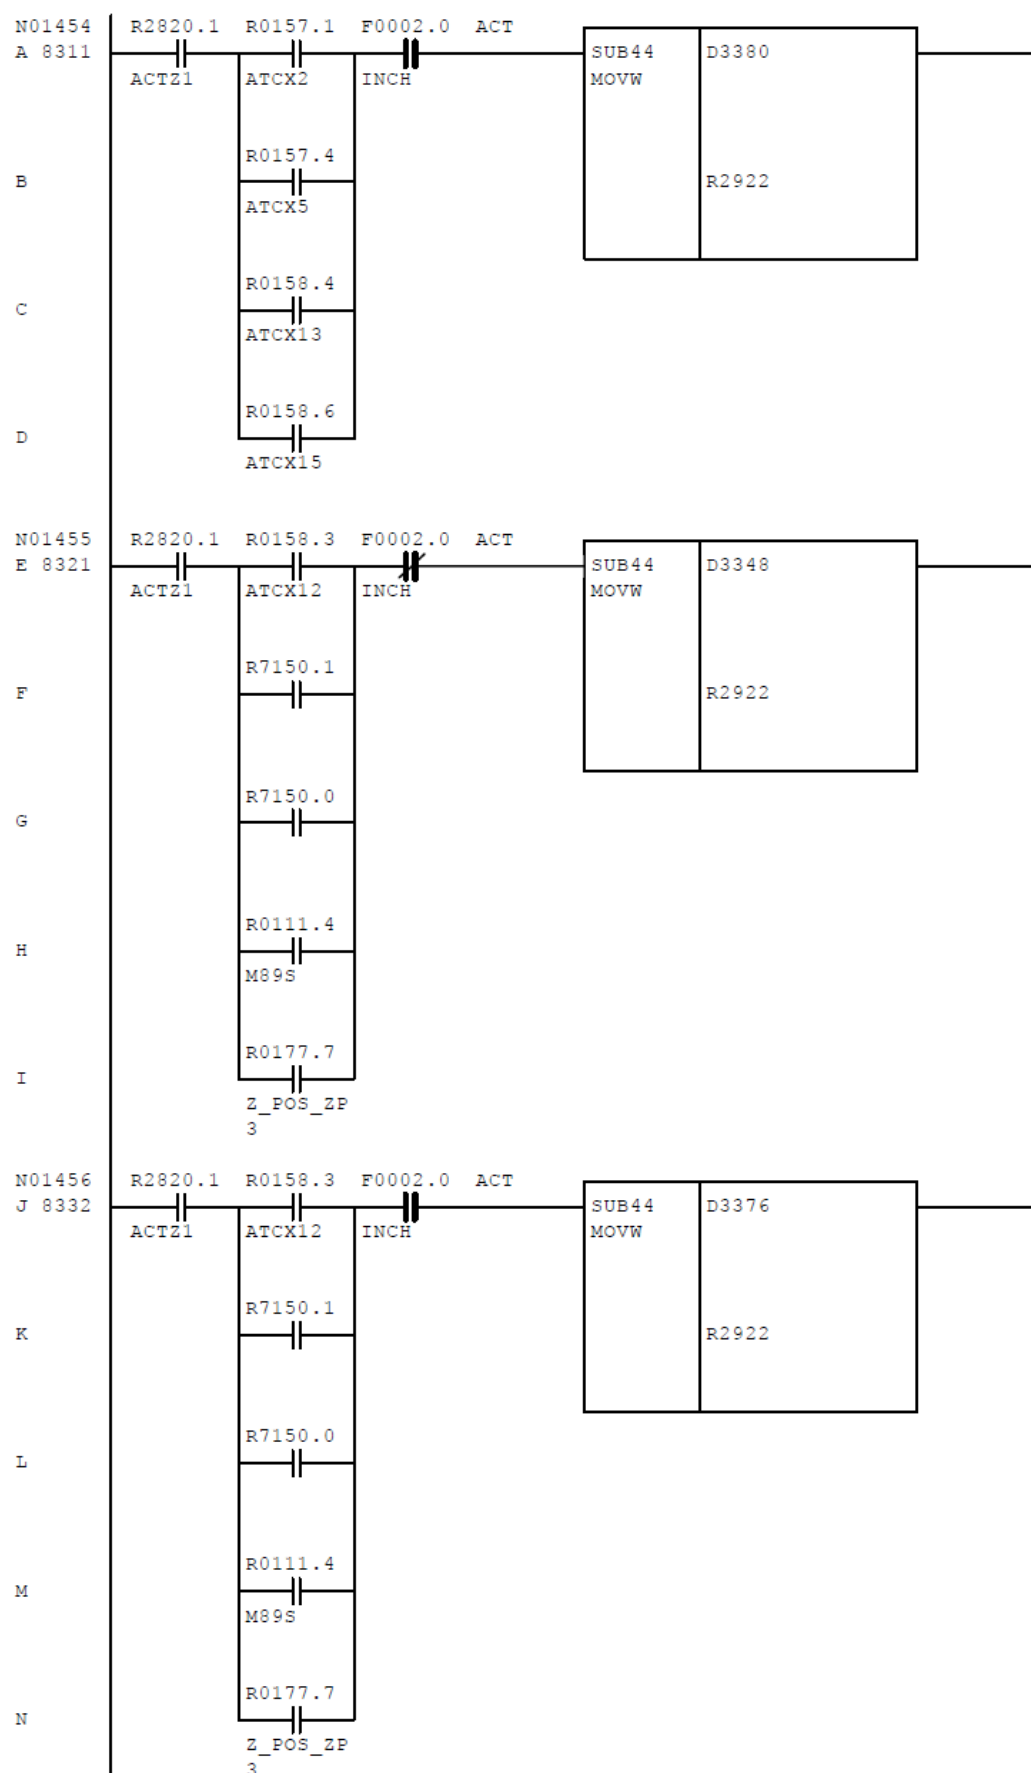 N01454 R2820.1 R0157.1 F0002.0 ACT
A 8311 SUB44 D3380
ACTZ1 ATCX2 INCH MOVW
R0157.4
B R2922
ATCX5
R0158.4
C
ATCX13
R0158.6
D
ATCX15
N01455 R2820.1 R0158.3 F0002.0 ACT
E 8321 SUB44 D3348
ACTZ1 ATCX12 INCH MOVW
R7150.1
F R2922
R7150.0
G
R0111.4
H
M89S
R0177.7
I
Z_POS_ZP
3
N01456 R2820.1 R0158.3 F0002.0 ACT
J 8332 SUB44 D3376
ACTZ1 ATCX12 INCH MOVW
R7150.1
K R2922
R7150.0
L
R0111.4
M
M89S
R0177.7
N
Z_POS_ZP
3